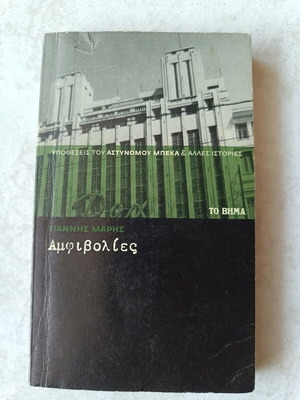 ΥΠΟΘΕΣΕΙΣ ΤΟΥ ΑΣΤΥΝΟΜΟΥ ΜΠΕΚΑ & ΑΛΛΕΣ ΙΣΤΟΡΙΕΣ
ΤΟ ΒΗΜΑ
ΓΙΑΝΝΗΣ ΜΑΡΗΣ
Αμφιβολίες